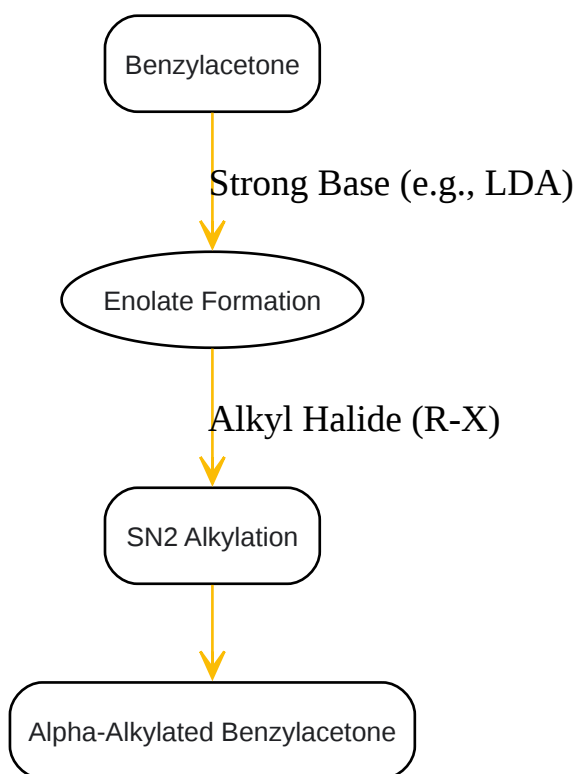 Benzylacetone
Strong Base (e.g., LDA)
Enolate Formation
Alkyl Halide (R-X)
SN2 Alkylation
Alpha-Alkylated Benzylacetone